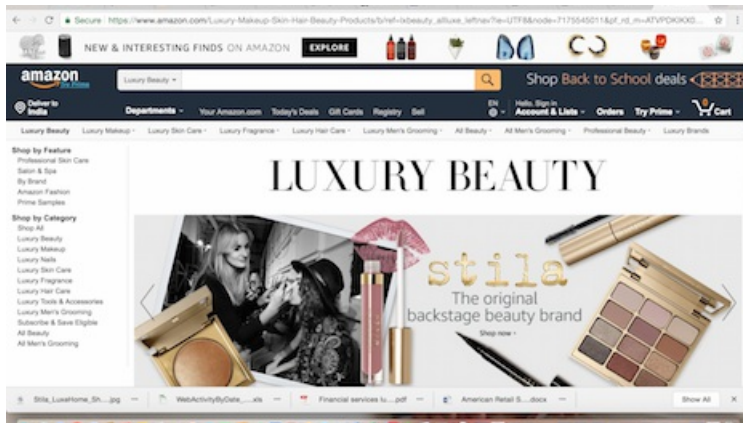 Secure https://www.amazon.com/Luxury-Makeup-Skin-Hair-Beauty-Products/b/ref=lxbeauty_allluxe_leftnav?ie=UTF8&node=7175545011&pf_rd_m=ATVPDKIKX0...
NEW & INTERESTING FINDS ON AMAZON EXPLORE
amazon
Try Prime
Luxury Beauty
Shop Back to School deals
Deliver to
India
Departments Your Amazon.com Today's Deals Gift Cards Registry Sell
EN
Hello. Sign in
Account & Lists Orders Try Prime 0 Cart
Luxury Beauty Luxury Makeup Luxury Skin Care Luxury Fragrance Luxury Hair Care Luxury Men's Grooming All Beauty All Men's Grooming Professional Beauty Luxury Brands
Shop by Feature
Professional Skin Care
Salon & Spa
By Brand
Amazon Fashion
Prime Samples
Shop by Category
Shop All
Luxury Beauty
Luxury Makeup
Luxury Nails
Luxury Skin Care
Luxury Fragrance
Luxury Hair Care
Luxury Tools & Accessories
Luxury Men's Grooming
Subscribe & Save Eligible
All Beauty
All Men's Grooming
LUXURY BEAUTY
stila
The original
backstage beauty brand
Shop now ›
Stila_LuxeHome_Sh....jpg WebActivityByDate_....xls Financial services lu....pdf American Retail S....docx Show All